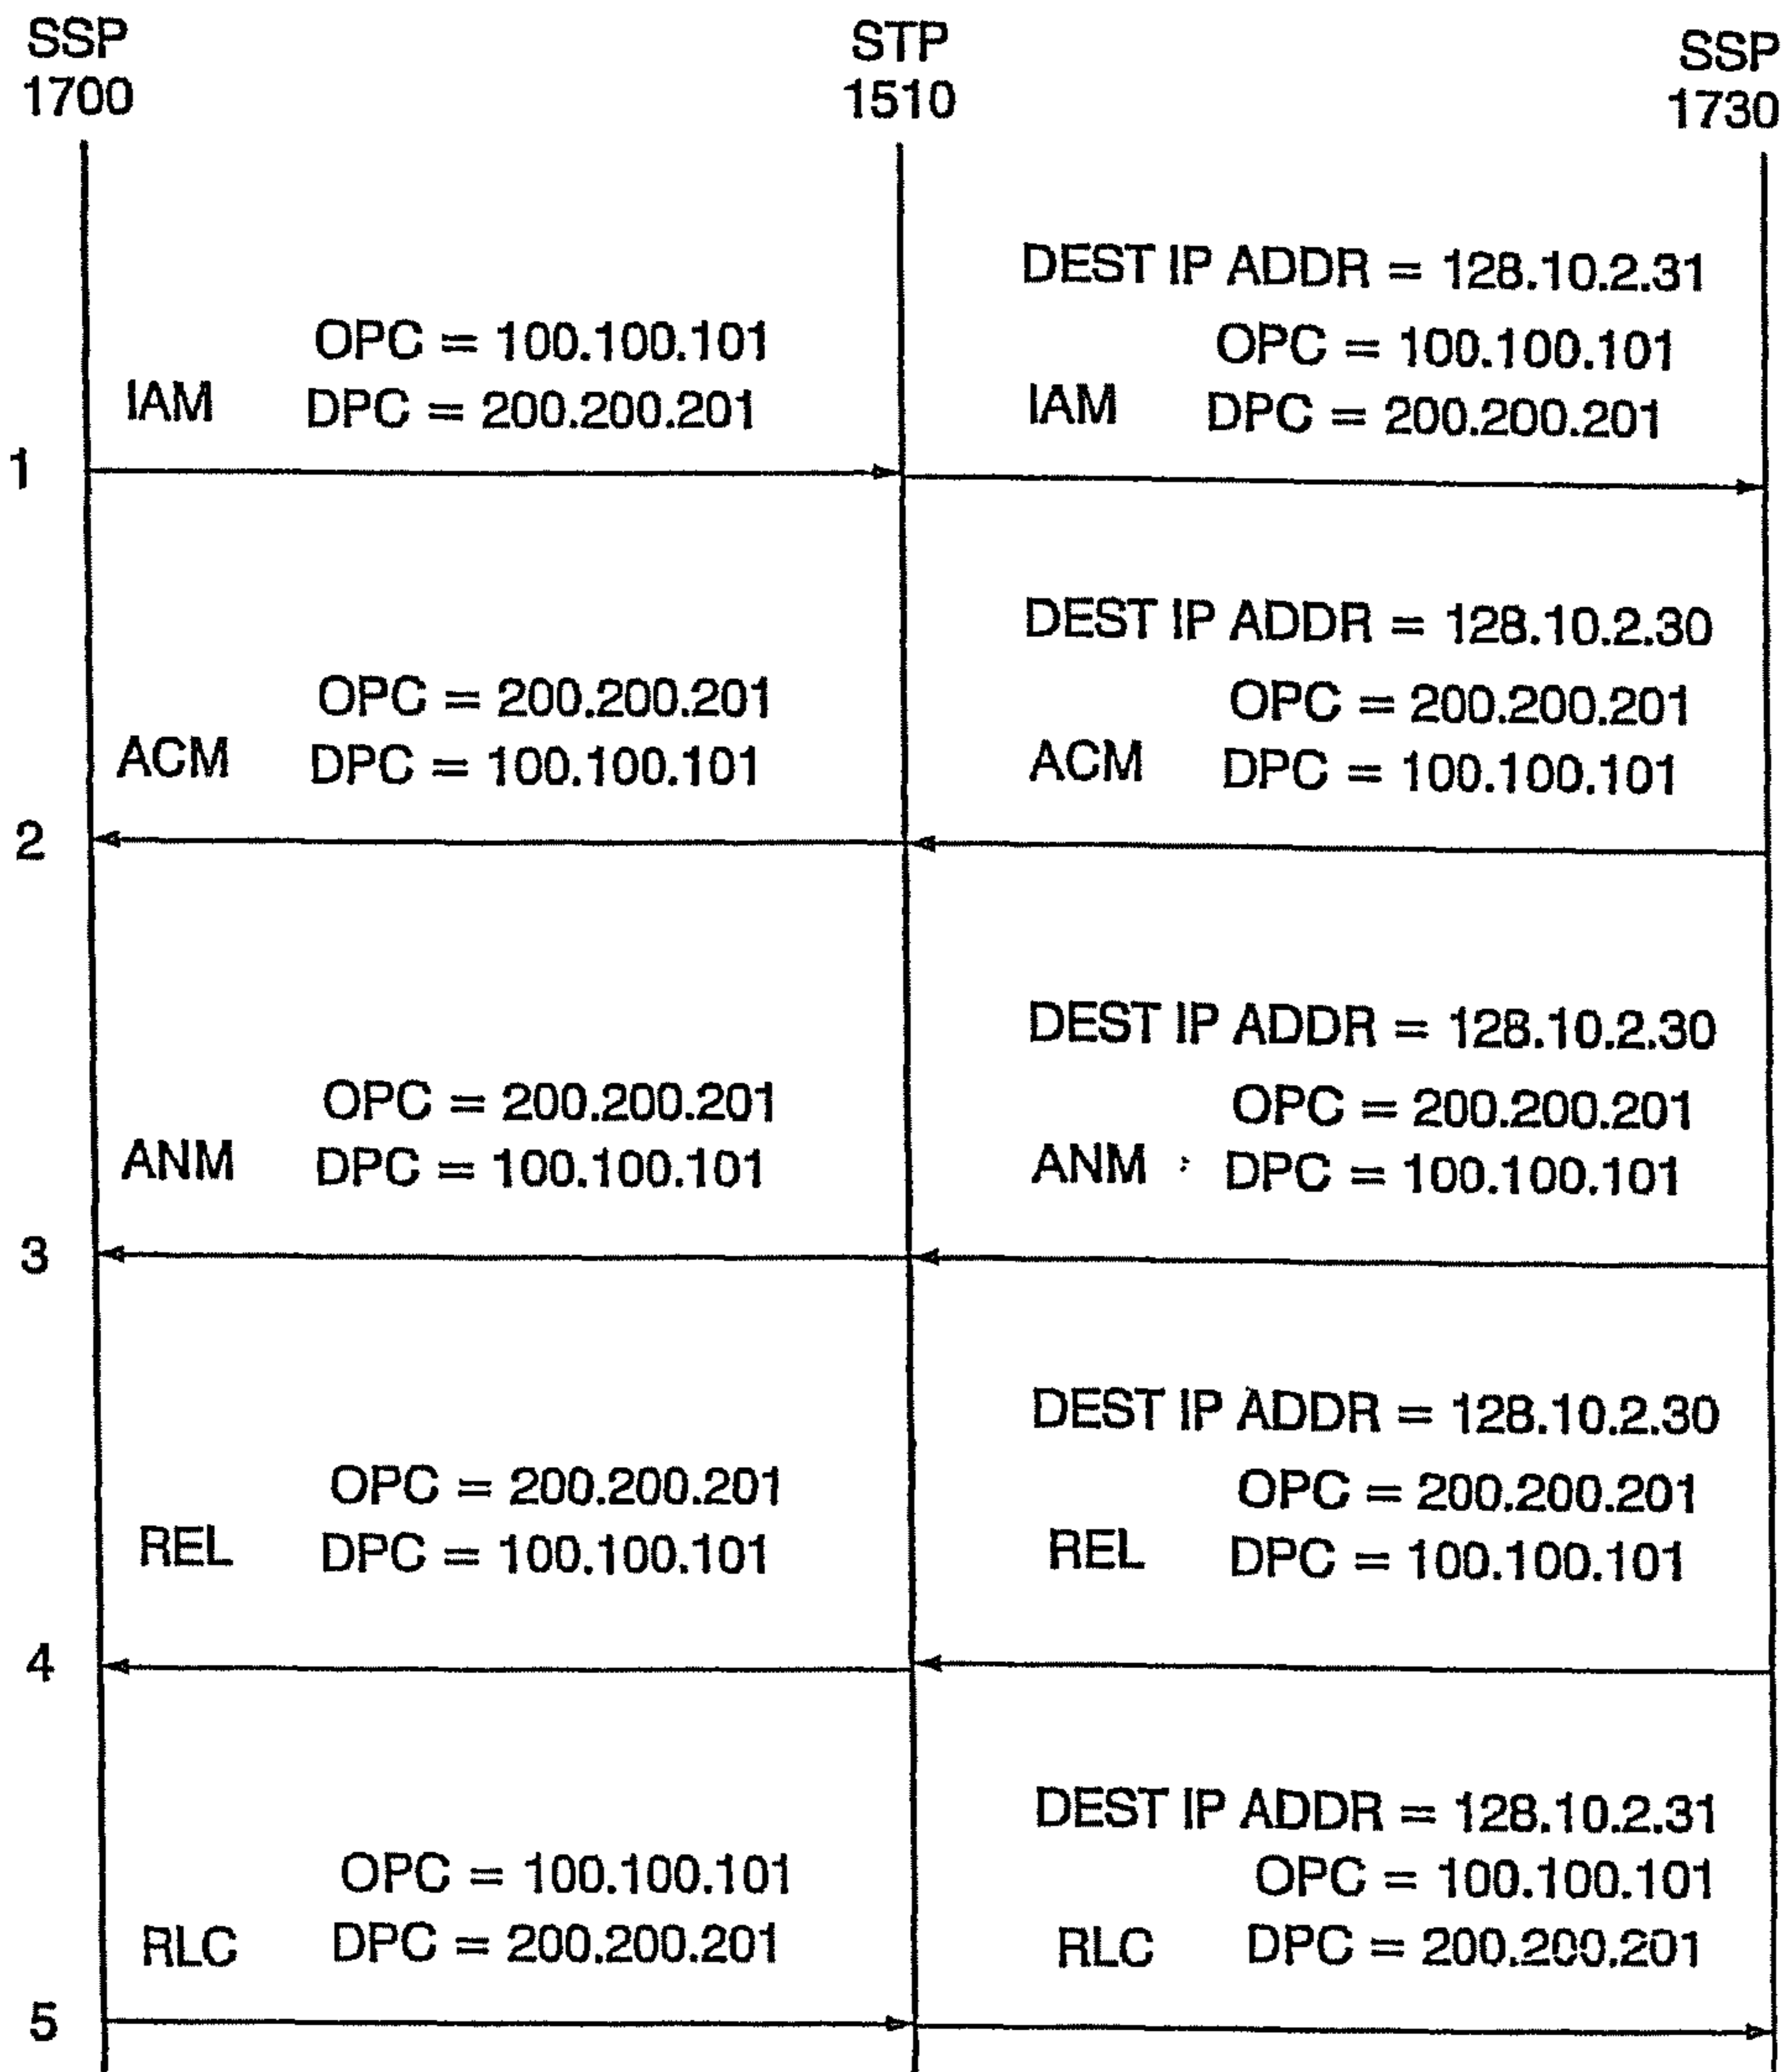 SSP
1700
STP
1510
SSP
1730
DEST IP ADDR = 128.10.2.31
OPC = 100.100.101
OPC = 100.100.101
IAM DPC = 200.200.201
IAM DPC = 200.200.201
1
DEST IP ADDR = 128.10.2.30
OPC = 200.200.201
OPC = 200.200.201
ACM DPC = 100.100.101
ACM DPC = 100.100.101
2
DEST IP ADDR = 128.10.2.30
OPC = 200.200.201
OPC = 200.200.201
ANM DPC = 100.100.101
ANM DPC = 100.100.101
3
DEST IP ADDR = 128.10.2.30
OPC = 200.200.201
OPC = 200.200.201
REL DPC = 100.100.101
REL DPC = 100.100.101
4
DEST IP ADDR = 128.10.2.31
OPC = 100.100.101
OPC = 100.100.101
RLC DPC = 200.200.201
RLC DPC = 200.200.201
5